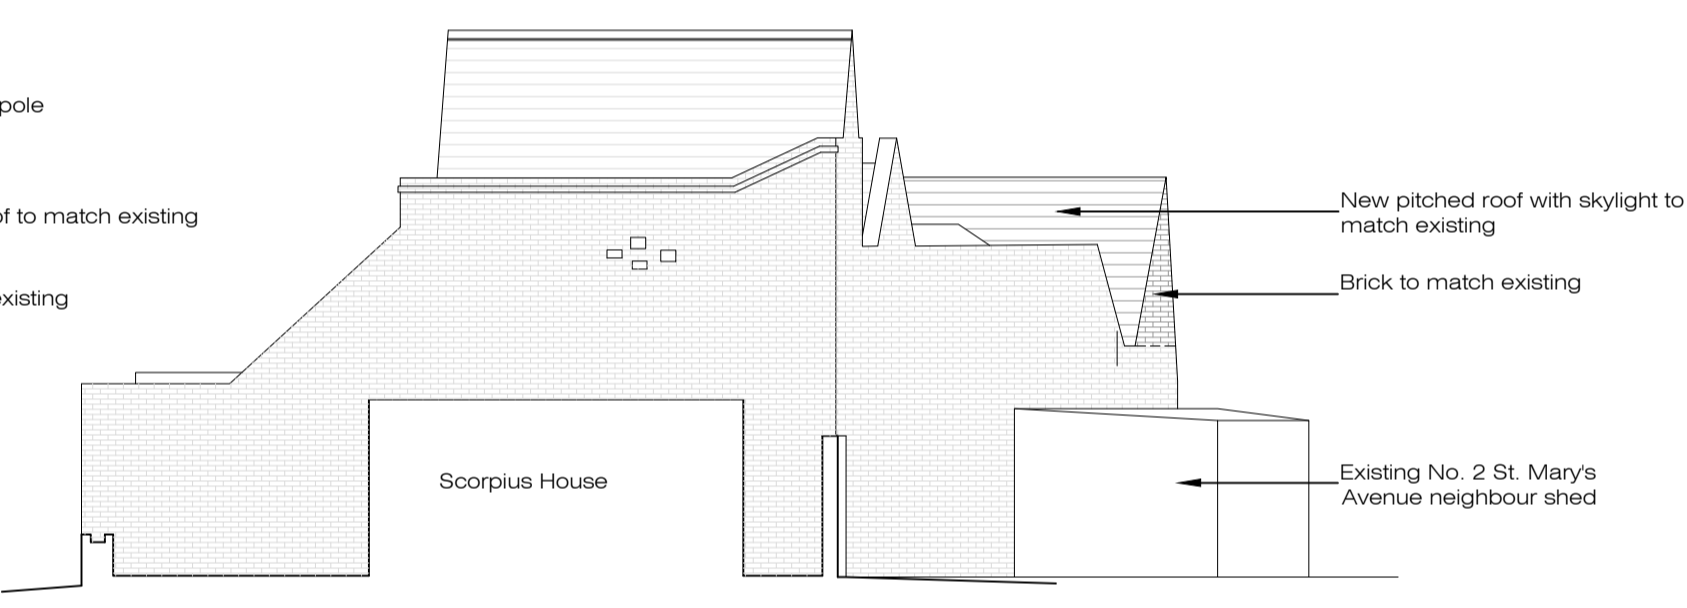 pole
to match existing
existing
Scorpius House
New pitched roof with skylight to
match existing
Brick to match existing
Existing No. 2 St. Mary's
Avenue neighbour shed